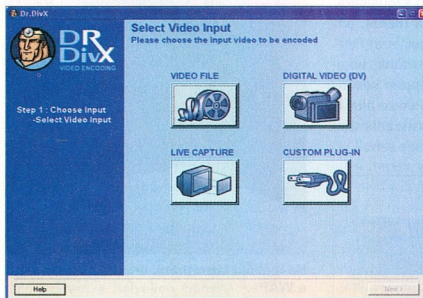 Dr.DivX
DR
DivX
VIDEO ENCODING
Step 1 : Choose Input
-Select Video Input
Select Video Input
Please choose the input video to be encoded
VIDEO FILE
DIGITAL VIDEO (DV)
LIVE CAPTURE
CUSTOM PLUG-IN
Help
Next >